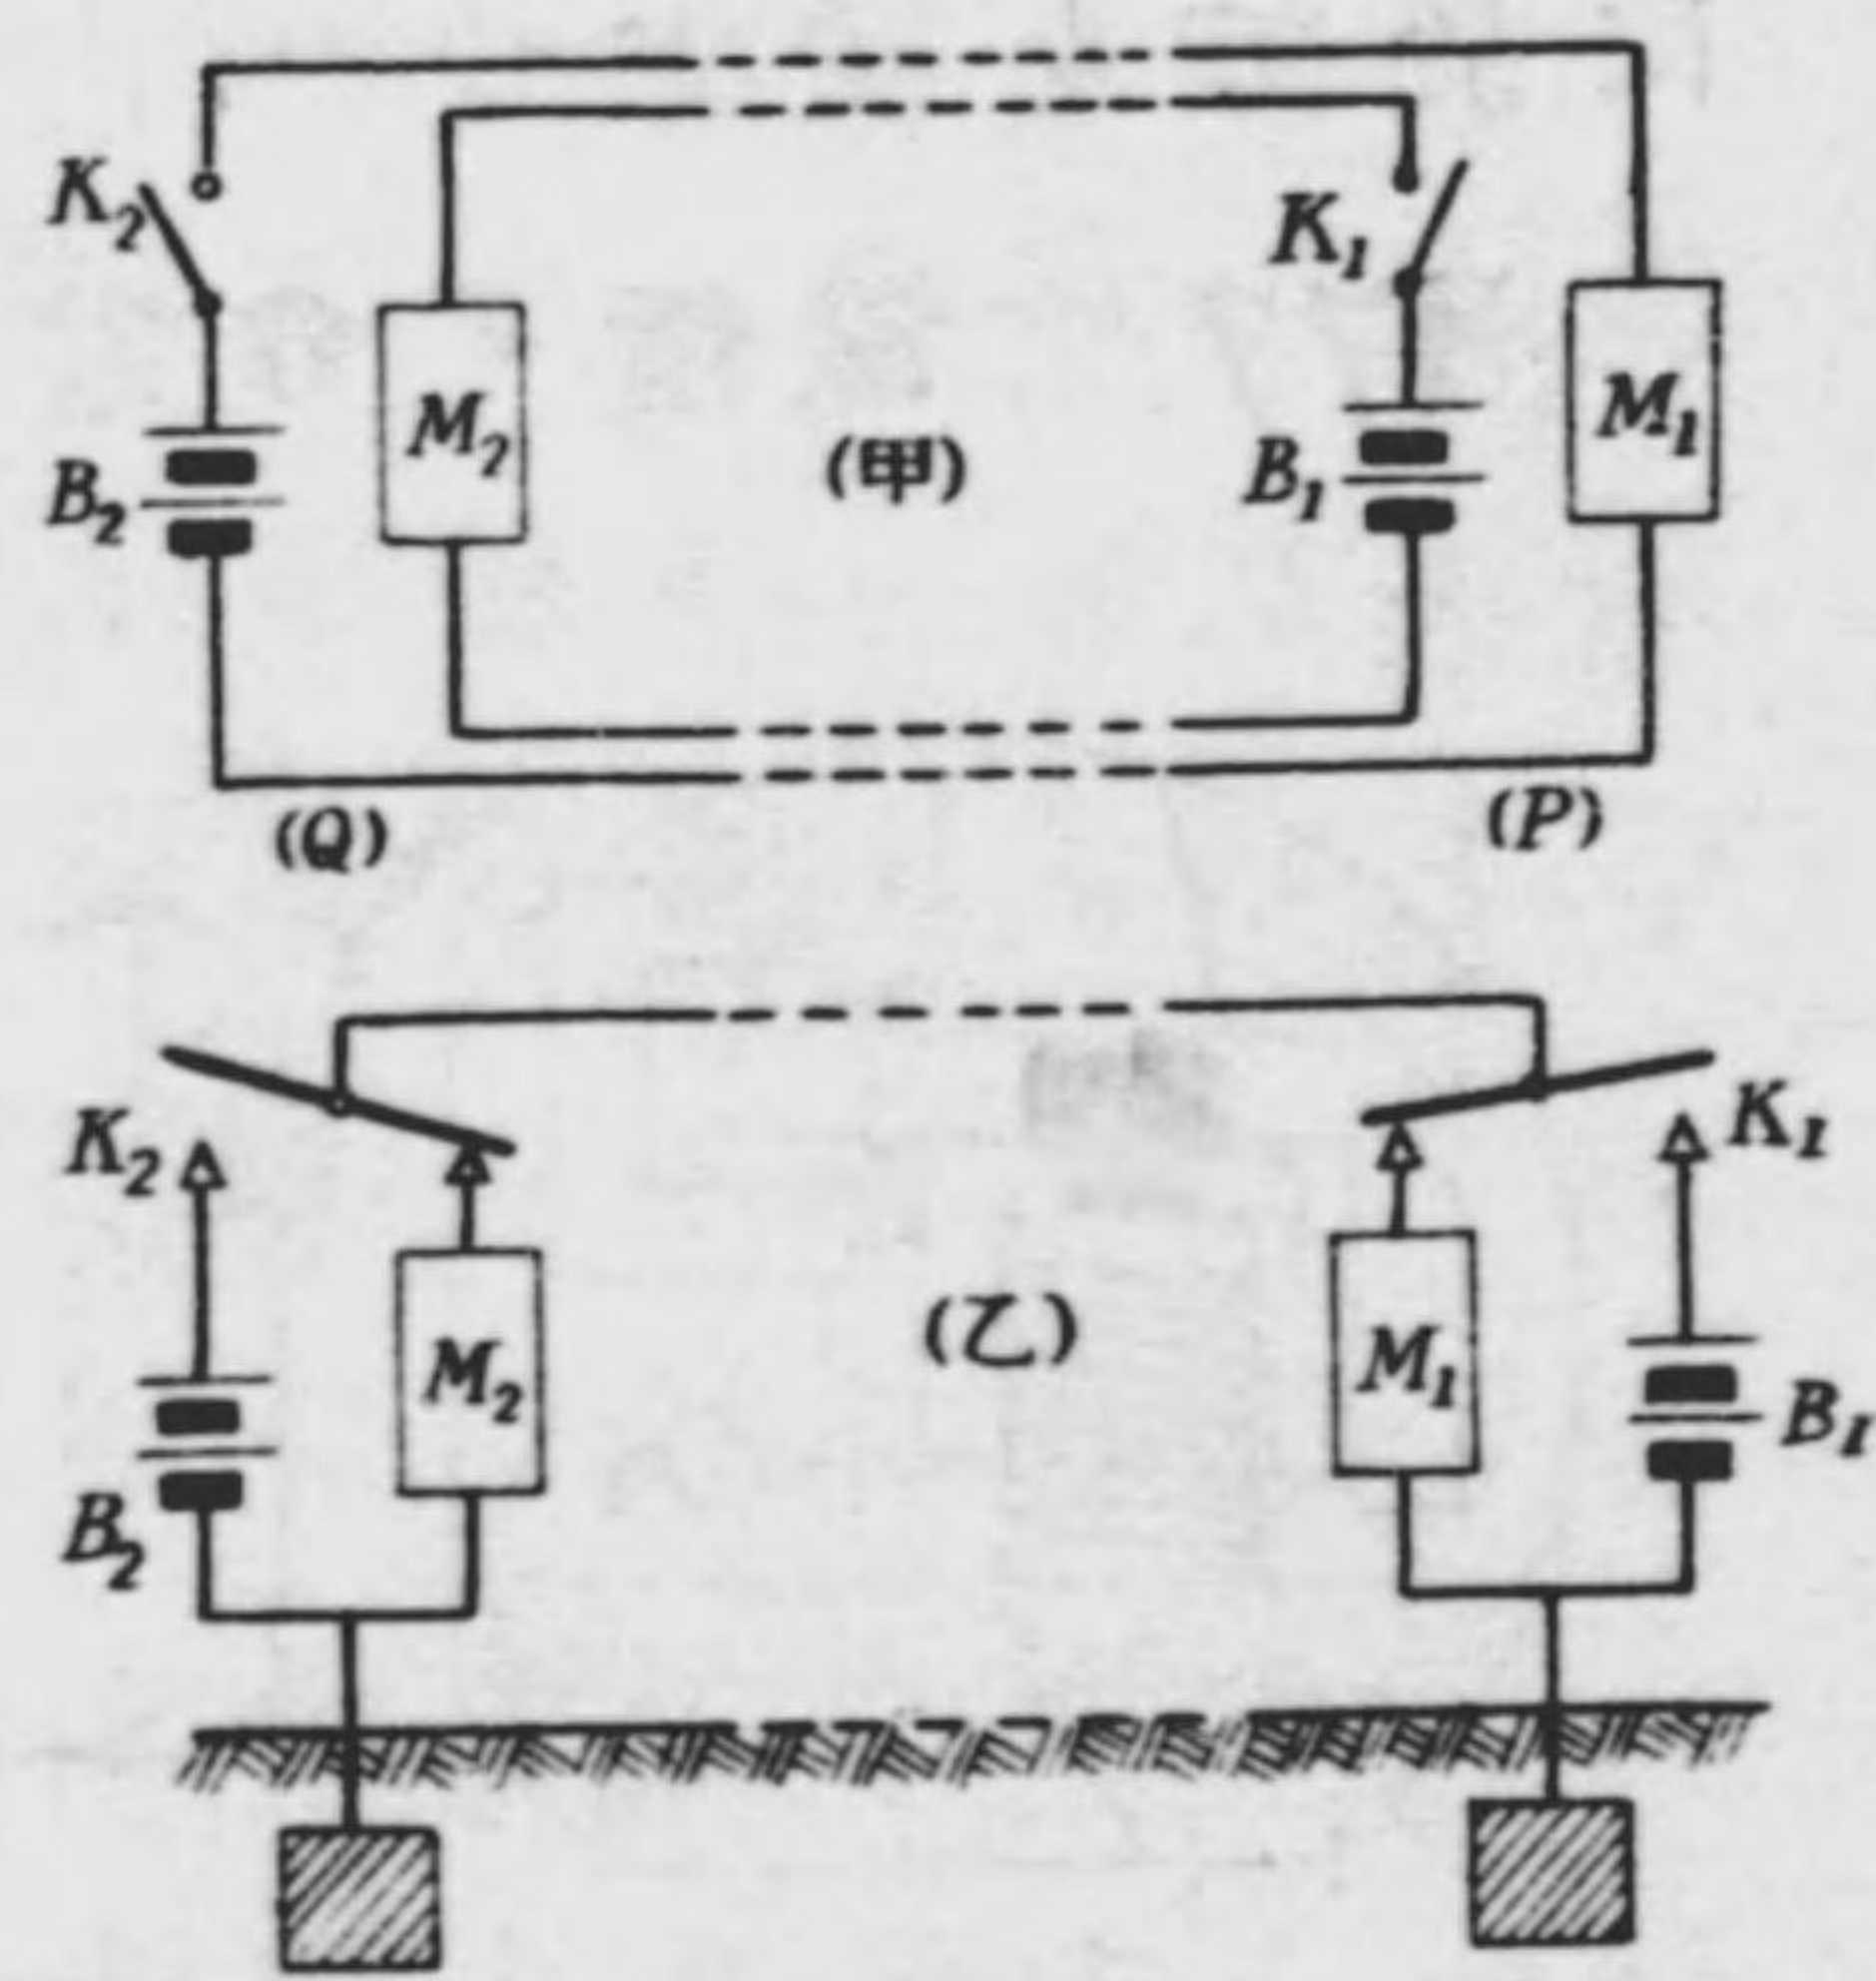 K₂
K₁
M₂
M₁
(甲)
B₂
B₁
(Q)
(P)
K₂
K₁
(乙)
M₂
M₁
B₁
B₂